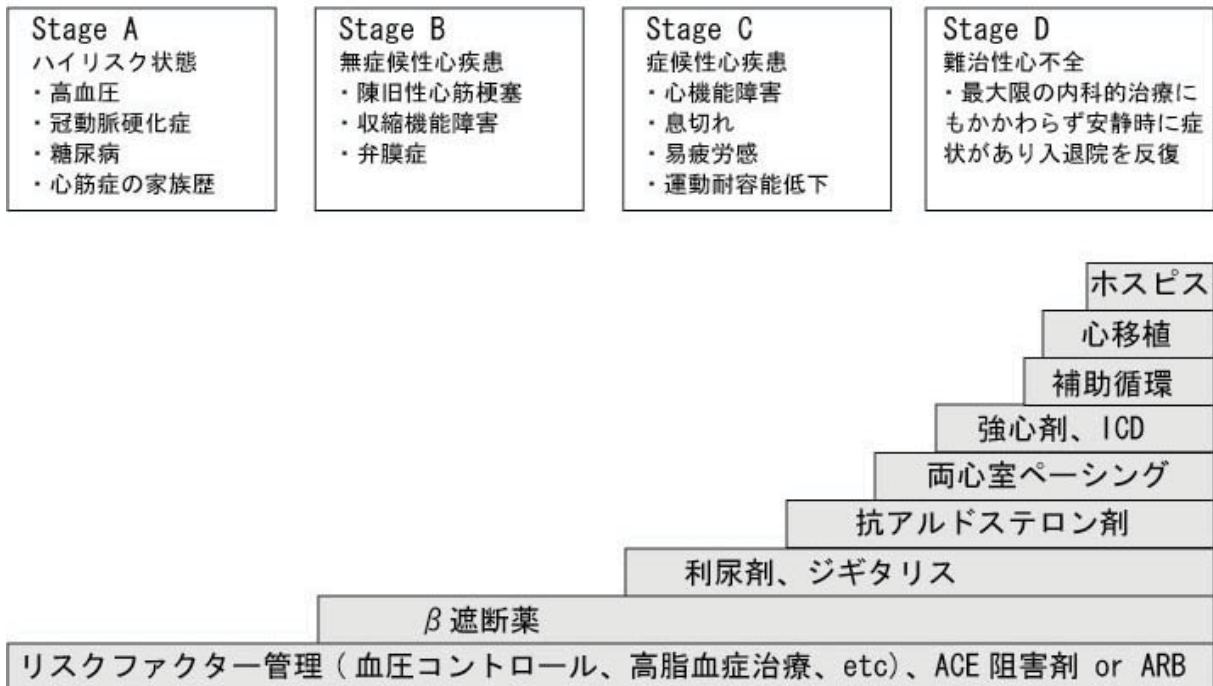 Stage A
ハイリスク状態
・高血圧
・冠動脈硬化症
・糖尿病
・心筋症の家族歴
Stage B
無症候性心疾患
・陳旧性心筋梗塞
・収縮機能障害
・弁膜症
Stage C
症候性心疾患
・心機能障害
・息切れ
・易疲労感
・運動耐容能低下
Stage D
難治性心不全
・最大限の内科的治療に
もかかわらず安静時に症
状があり入退院を反復
ホスピス
心移植
補助循環
強心剤、ICD
両心室ペーシング
抗アルドステロン剤
利尿剤、ジギタリス
β遮断薬
リスクファクター管理(血圧コントロール、高脂血症治療、etc)、ACE阻害剤 or ARB